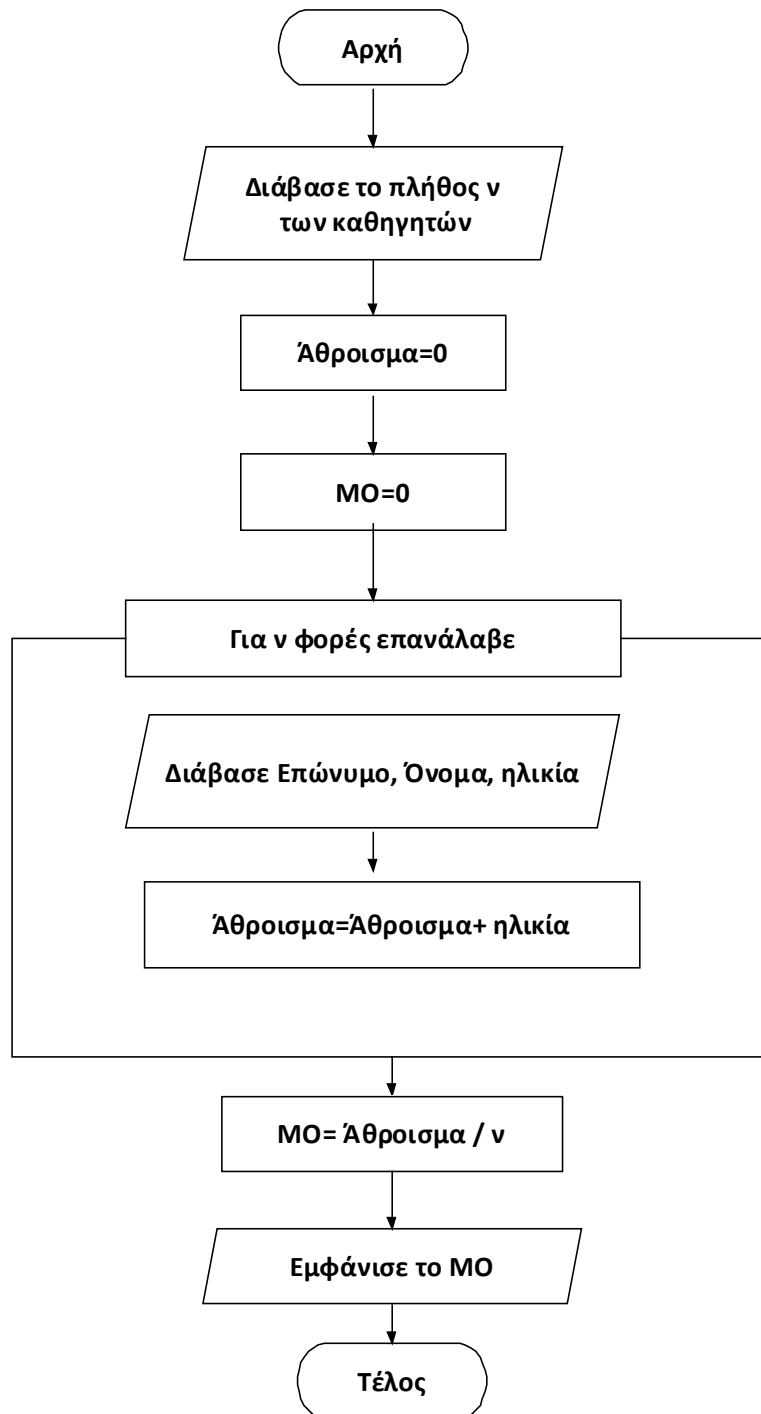 Αρχή
Διάβασε το πλήθος ν
των καθηγητών
Άθροισμα=0
ΜΟ=0
Για ν φορές επανάλαβε
Διάβασε Επώνυμο, Όνομα, ηλικία
Άθροισμα=Άθροισμα+ ηλικία
ΜΟ= Άθροισμα / ν
Εμφάνισε το ΜΟ
Τέλος